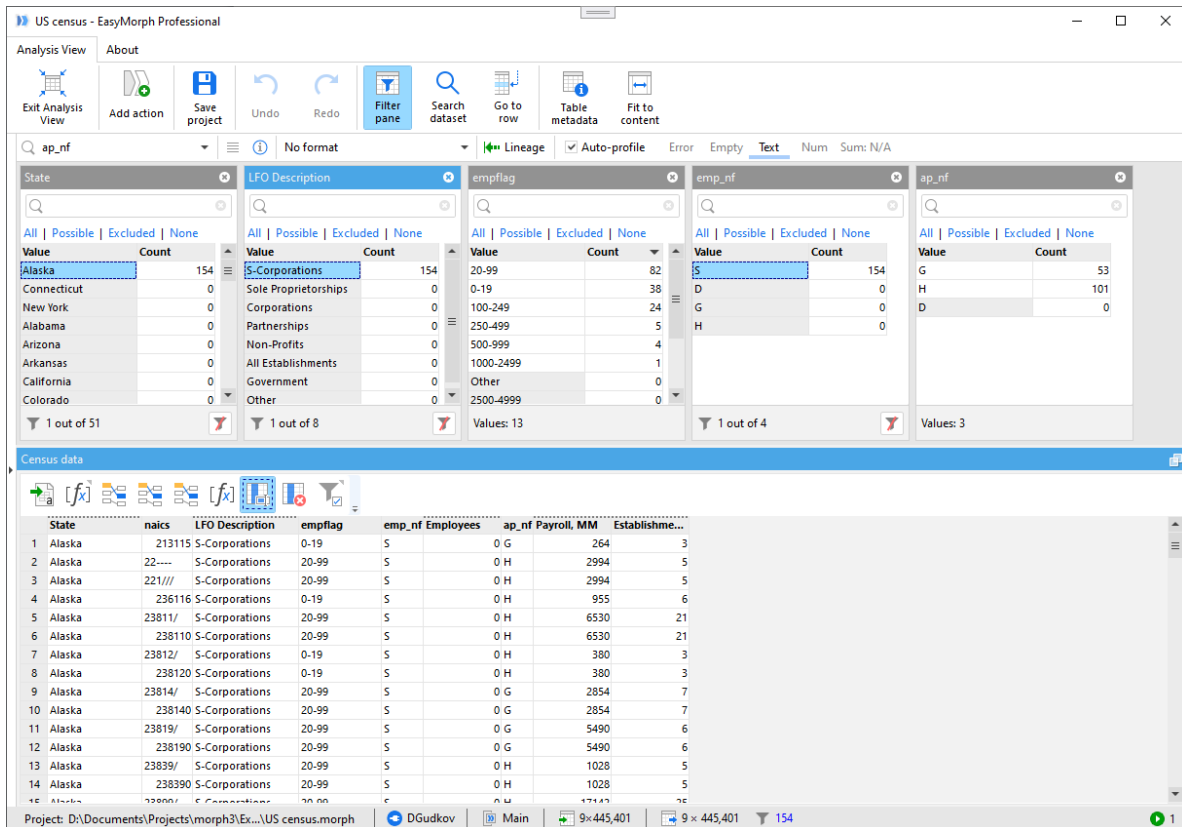 US census - EasyMorph Professional
Analysis View About
Exit Analysis View
Add action
Save project
Undo
Redo
Filter pane
Search dataset
Go to row
Table metadata
Fit to content
ap_nf No format Lineage Auto-profile Error Empty Text Num Sum: N/A
State
All | Possible | Excluded | None
Value Count
Alaska 154
Connecticut 0
New York 0
Alabama 0
Arizona 0
Arkansas 0
California 0
Colorado 0
1 out of 51
LFO Description
All | Possible | Excluded | None
Value Count
S-Corporations 154
Sole Proprietorships 0
Corporations 0
Partnerships 0
Non-Profits 0
All Establishments 0
Government 0
Other 0
1 out of 8
empflag
All | Possible | Excluded | None
Value Count
20-99 82
0-19 38
100-249 24
250-499 5
500-999 4
1000-2499 1
Other 0
2500-4999 0
Values: 13
emp_nf
All | Possible | Excluded | None
Value Count
S 154
D 0
G 0
H 0
1 out of 4
ap_nf
All | Possible | Excluded | None
Value Count
G 53
H 101
D 0
Values: 3
Census data
State naics LFO Description empflag emp_nf Employees ap_nf Payroll, MM Establishme...
1 Alaska 213115 S-Corporations 0-19 S 0 G 264 3
2 Alaska 22---- S-Corporations 20-99 S 0 H 2994 5
3 Alaska 221/// S-Corporations 20-99 S 0 H 2994 5
4 Alaska 236116 S-Corporations 0-19 S 0 H 955 6
5 Alaska 23811/ S-Corporations 20-99 S 0 H 6530 21
6 Alaska 238110 S-Corporations 20-99 S 0 H 6530 21
7 Alaska 23812/ S-Corporations 0-19 S 0 H 380 3
8 Alaska 238120 S-Corporations 0-19 S 0 H 380 3
9 Alaska 23814/ S-Corporations 20-99 S 0 G 2854 7
10 Alaska 238140 S-Corporations 20-99 S 0 G 2854 7
11 Alaska 23819/ S-Corporations 20-99 S 0 G 5490 6
12 Alaska 238190 S-Corporations 20-99 S 0 G 5490 6
13 Alaska 23839/ S-Corporations 20-99 S 0 H 1028 5
14 Alaska 238390 S-Corporations 20-99 S 0 H 1028 5
15 Alaska 23899/ S-Corporations 20-99 S 0 H 17142 25
Project: D:\Documents\Projects\morph3\Ex...\US census.morph DGudkov Main 9×445,401 9 × 445,401 154 1